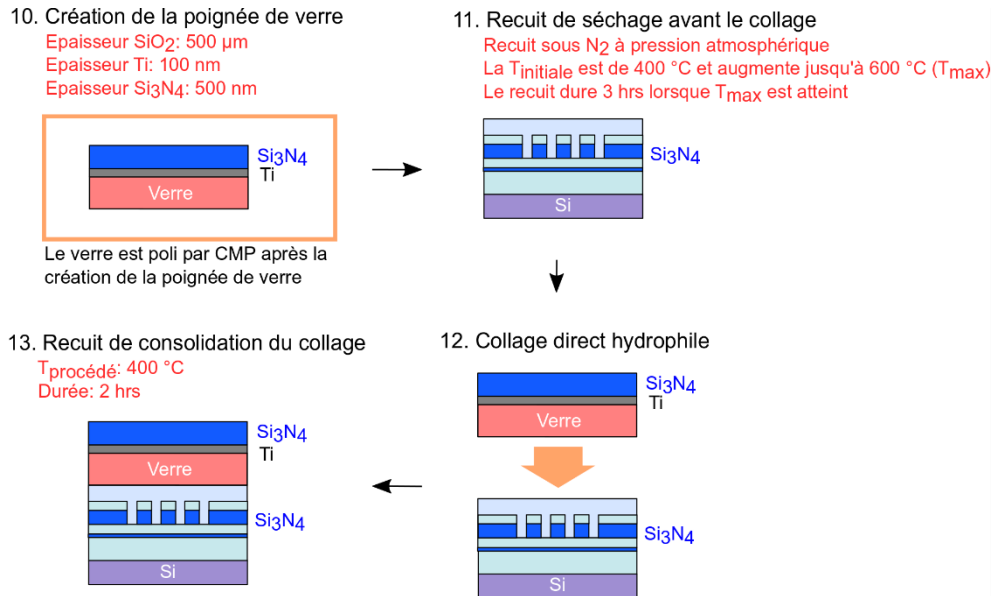 10. Création de la poignée de verre
Epaisseur SiO2: 500 µm
Epaisseur Ti: 100 nm
Epaisseur Si3N4: 500 nm
Si3N4
Ti
Verre
Le verre est poli par CMP après la
création de la poignée de verre
11. Recuit de séchage avant le collage
Recuit sous N2 à pression atmosphérique
La Tinitiale est de 400 °C et augmente jusqu'à 600 °C (Tmax)
Le recuit dure 3 hrs lorsque Tmax est atteint
Si3N4
Si
13. Recuit de consolidation du collage
Tprocédé: 400 °C
Durée: 2 hrs
Si3N4
Ti
Verre
Si3N4
Si
12. Collage direct hydrophile
Si3N4
Ti
Verre
Si3N4
Si